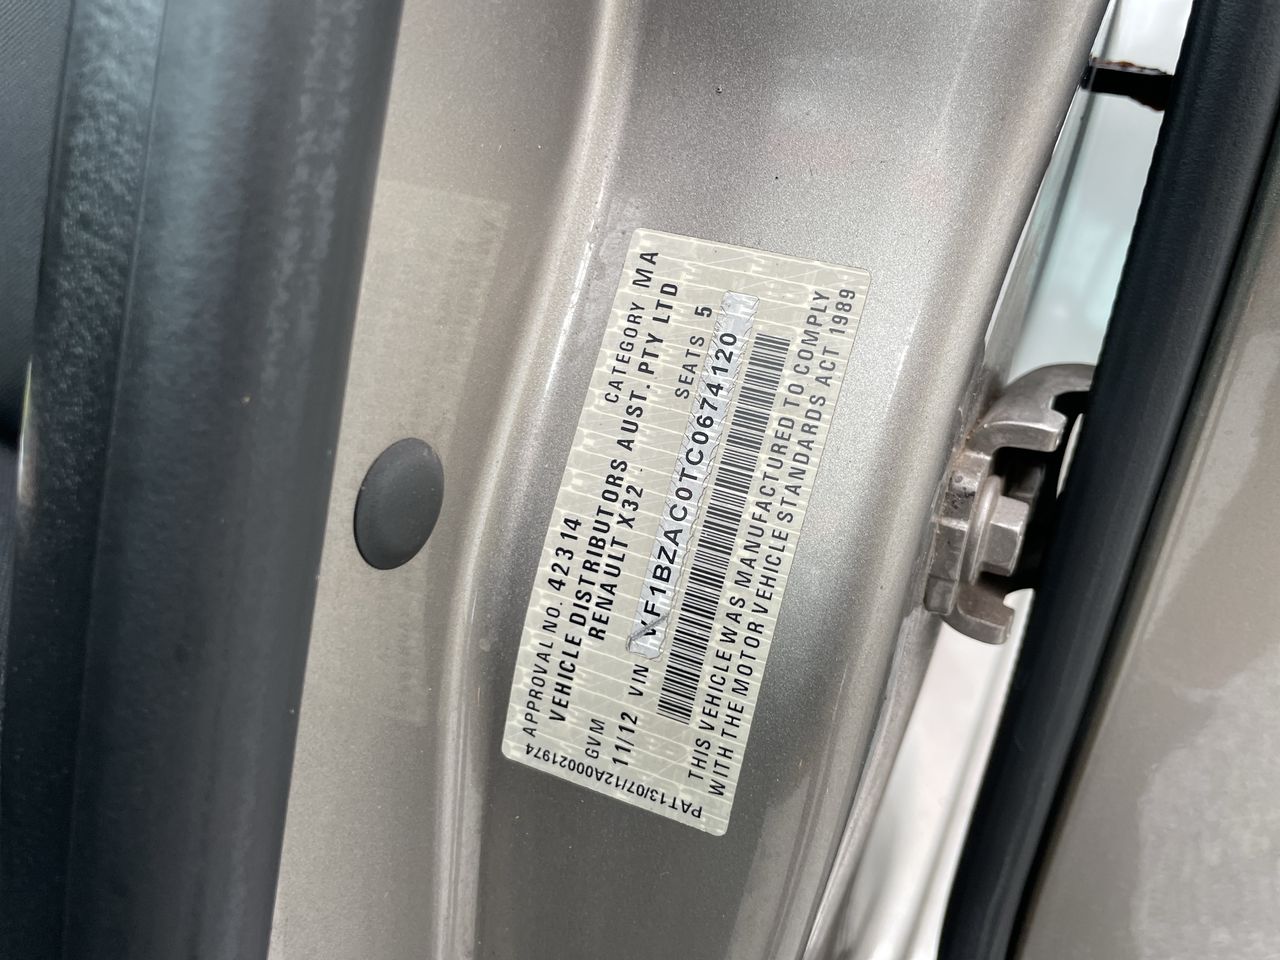 APPROVAL NO. 42314 CATEGORY MA
VEHICLE DISTRIBUTORS AUST. PTY LTD
RENAULT X32
GVM SEATS 5
11/12 VIN VF1BZAC0TC0674120
THIS VEHICLE WAS MANUFACTURED TO COMPLY
WITH THE MOTOR VEHICLE STANDARDS ACT 1989
PAT13/07/12A00021974